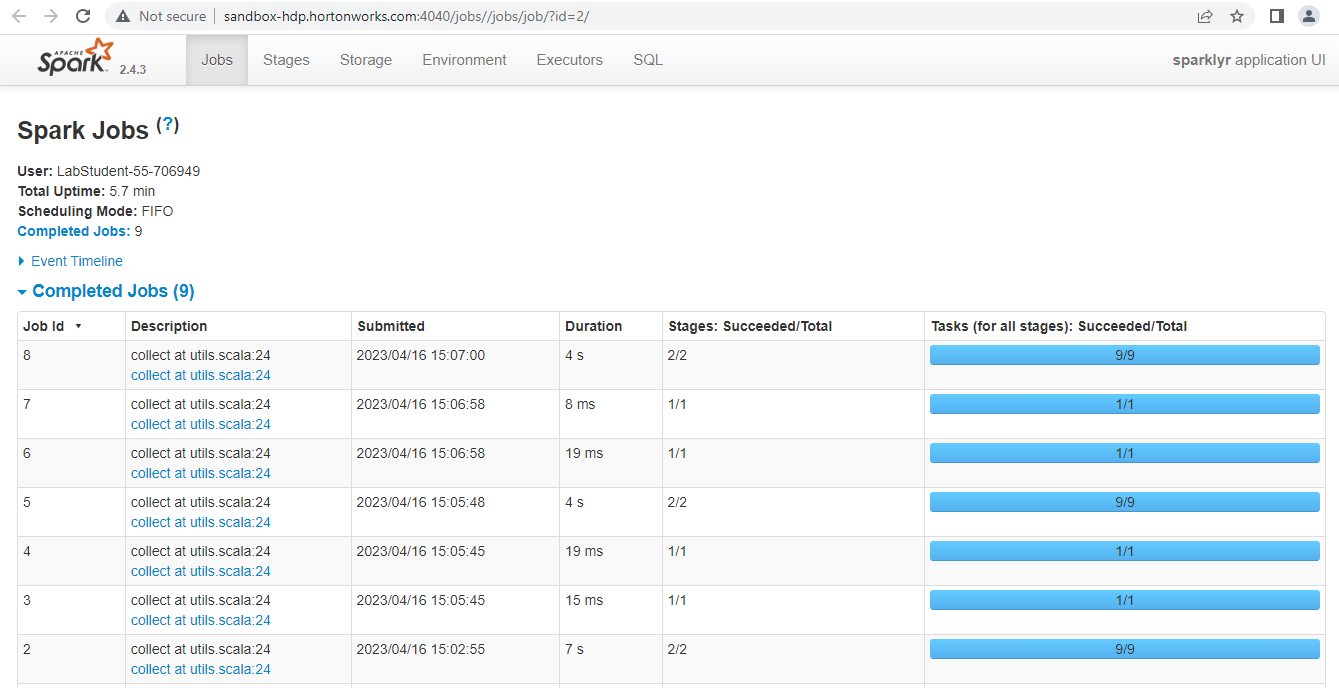 Not secure sandbox-hdp.hortonworks.com:4040/jobs//jobs/job/?id=2/
APACHE Spark 2.4.3 Jobs Stages Storage Environment Executors SQL sparklyr application UI
Spark Jobs (?)
User: LabStudent-55-706949
Total Uptime: 5.7 min
Scheduling Mode: FIFO
Completed Jobs: 9
Event Timeline
Completed Jobs (9)
Job Id Description Submitted Duration Stages: Succeeded/Total Tasks (for all stages): Succeeded/Total
8 collect at utils.scala:24 2023/04/16 15:07:00 4 s 2/2 9/9
collect at utils.scala:24
7 collect at utils.scala:24 2023/04/16 15:06:58 8 ms 1/1 1/1
collect at utils.scala:24
6 collect at utils.scala:24 2023/04/16 15:06:58 19 ms 1/1 1/1
collect at utils.scala:24
5 collect at utils.scala:24 2023/04/16 15:05:48 4 s 2/2 9/9
collect at utils.scala:24
4 collect at utils.scala:24 2023/04/16 15:05:45 19 ms 1/1 1/1
collect at utils.scala:24
3 collect at utils.scala:24 2023/04/16 15:05:45 15 ms 1/1 1/1
collect at utils.scala:24
2 collect at utils.scala:24 2023/04/16 15:02:55 7 s 2/2 9/9
collect at utils.scala:24